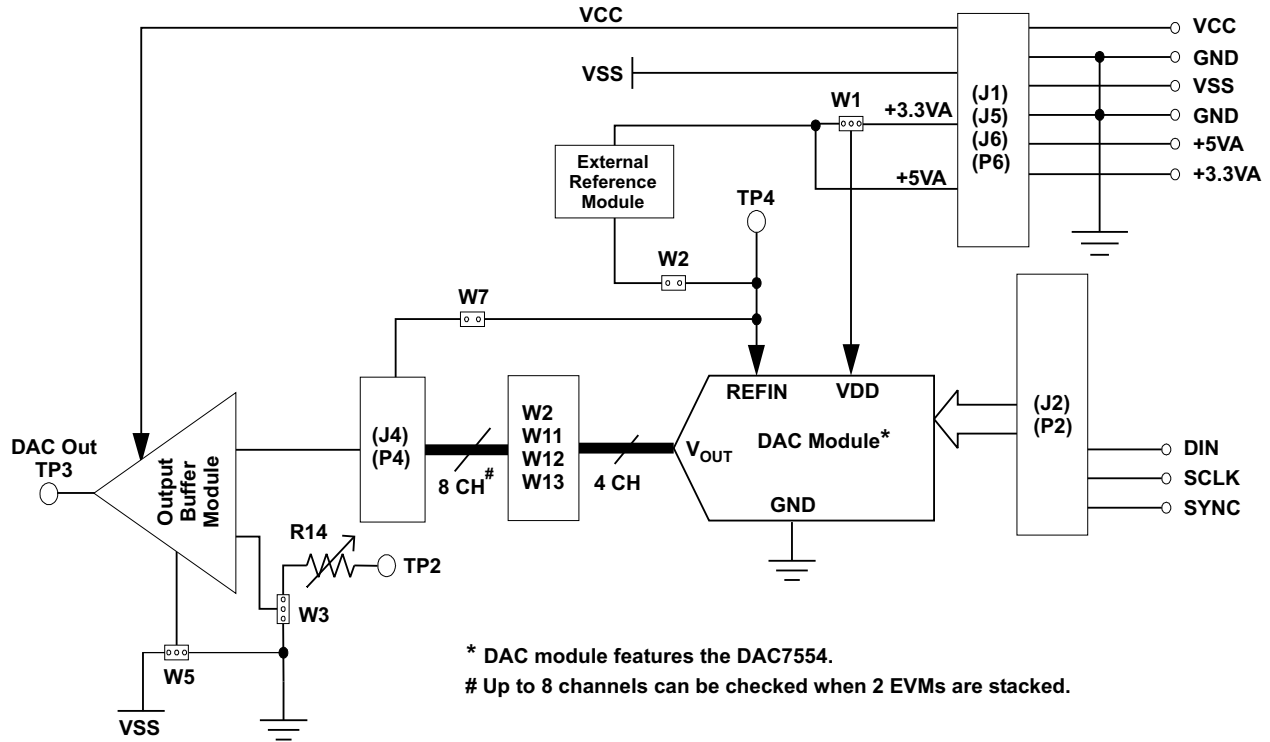 VCC
VCC
GND
VSS
VSS
GND
+5VA
+3.3VA
(J1)
(J5)
(J6)
(P6)
W1
+3.3VA
+5VA
External
Reference
Module
TP4
W2
W7
REFIN
VDD
DAC Module*
VOUT
GND
(J2)
(P2)
DIN
SCLK
SYNC
(J4)
(P4)
8 CH#
W2
W11
W12
W13
4 CH
DAC Out
TP3
Output
Buffer
Module
R14
TP2
W3
W5
VSS
* DAC module features the DAC7554.
# Up to 8 channels can be checked when 2 EVMs are stacked.